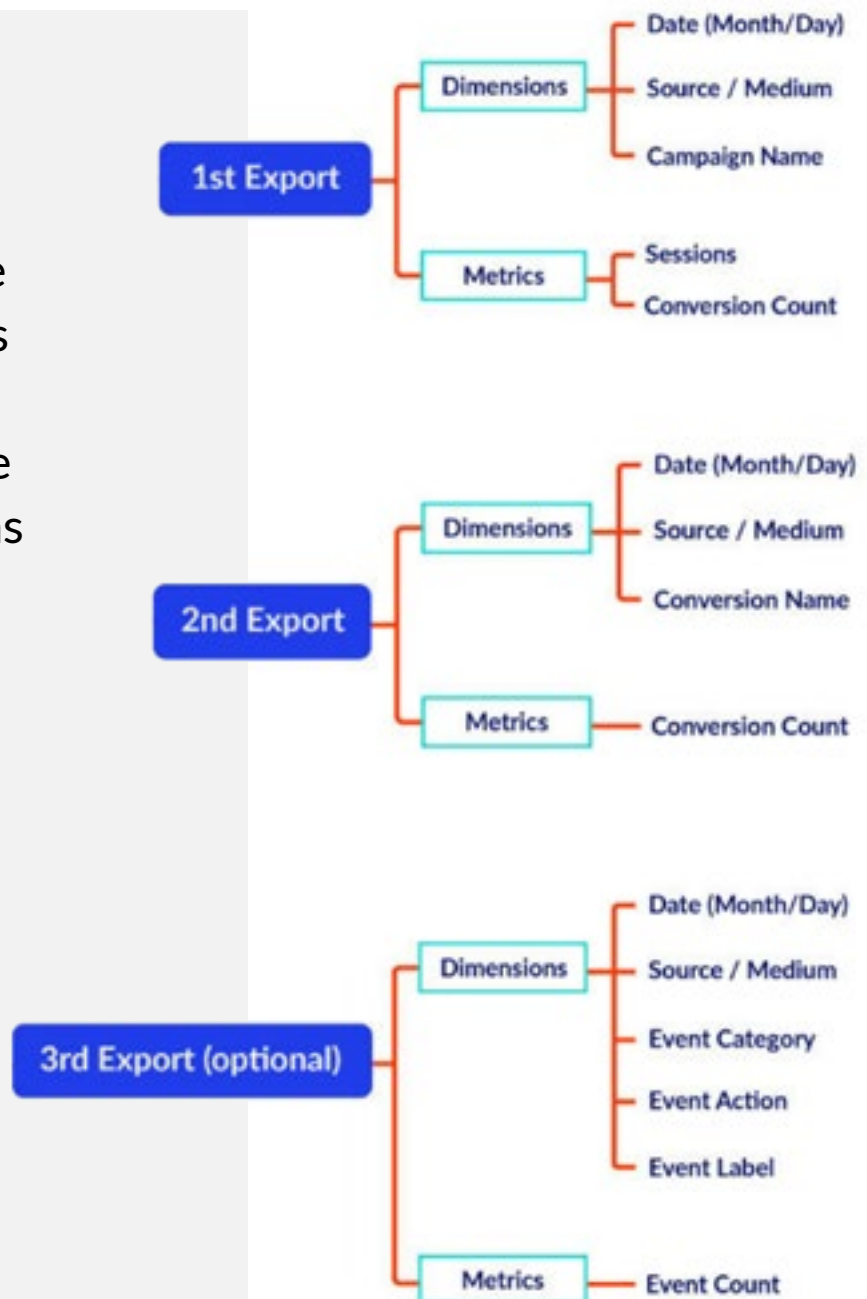 Date (Month/Day)
Dimensions
Source / Medium
Campaign Name
1st Export
Metrics
Sessions
Conversion Count
Date (Month/Day)
Dimensions
Source / Medium
Conversion Name
2nd Export
Metrics
Conversion Count
Date (Month/Day)
Dimensions
Source / Medium
Event Category
3rd Export (optional)
Event Action
Event Label
Metrics
Event Count